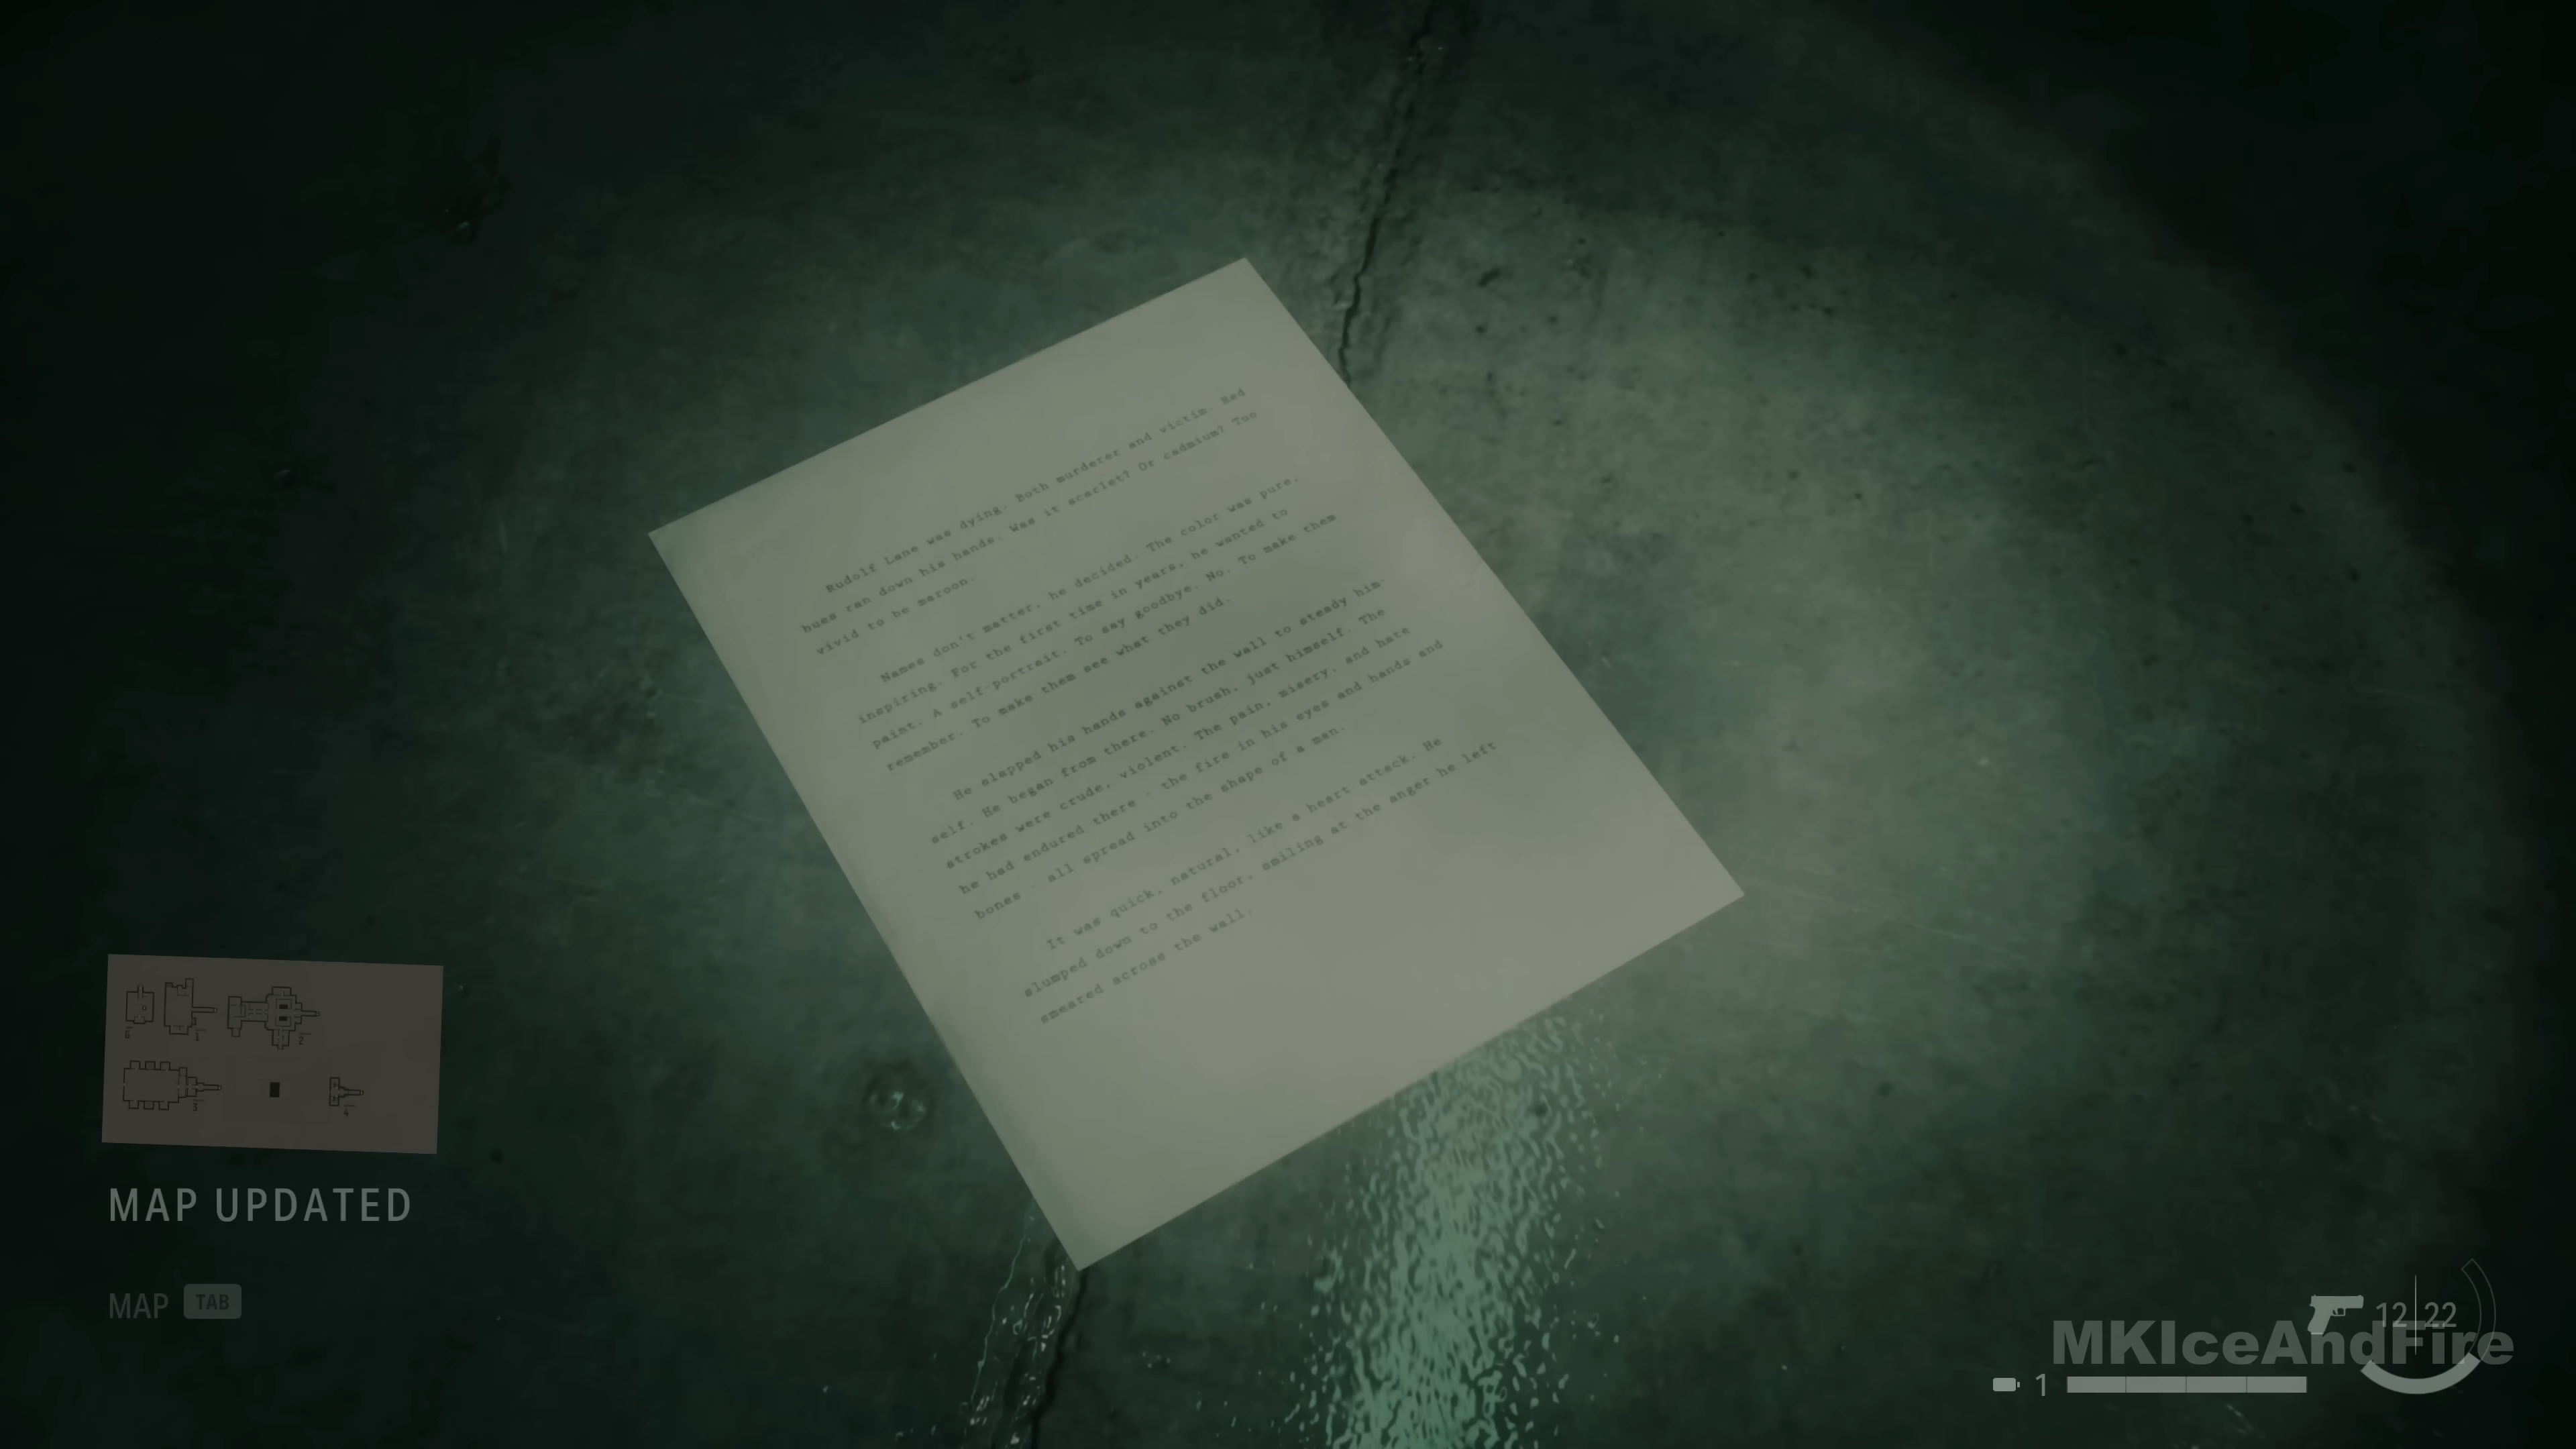 Rudolf Lane was dying. Both murderer and victim. Red
hues ran down his hands. Was it scarlet? Or cadmium? Too
vivid to be maroon.
Names don't matter, he decided. The color was pure,
inspiring. For the first time in years, he wanted to
paint. A self-portrait. To say goodbye. No. To make them
remember. To make them see what they did.
He slapped his hands against the wall to steady him-
self. He began from there. No brush, just himself. The
strokes were crude, violent. The pain, misery, and hate
he had endured there - the fire in his eyes and hands and
bones - all spread into the shape of a man.
It was quick, natural, like a heart attack. He
slumped down to the floor, smiling at the anger he left
smeared across the wall.
6
1
2
3
4
MAP UPDATED
MAP TAB
12 22
MKIceAndFire
1